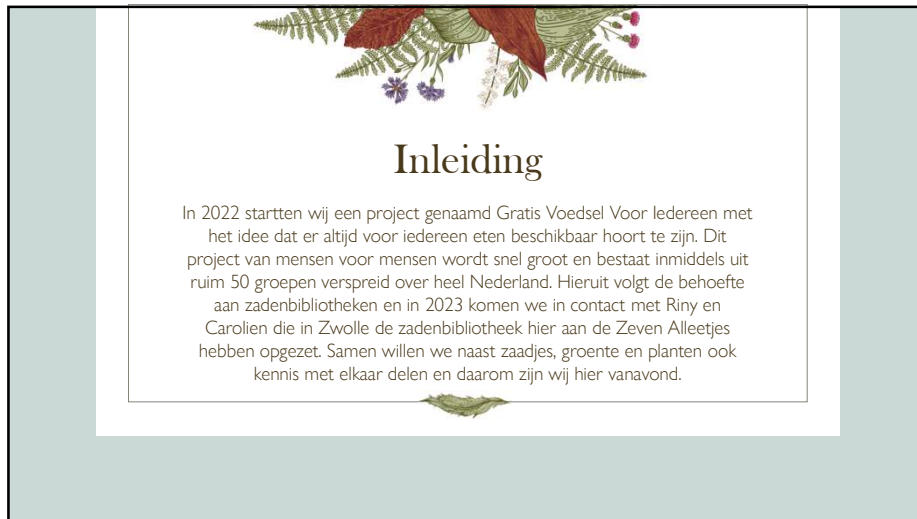 Inleiding
In 2022 startten wij een project genaamd Gratis Voedsel Voor Iedereen met
het idee dat er altijd voor iedereen eten beschikbaar hoort te zijn. Dit
project van mensen voor mensen wordt snel groot en bestaat inmiddels uit
ruim 50 groepen verspreid over heel Nederland. Hieruit volgt de behoefte
aan zadenbibliotheken en in 2023 komen we in contact met Riny en
Carolien die in Zwolle de zadenbibliotheek hier aan de Zeven Alleetjes
hebben opgezet. Samen willen we naast zaadjes, groente en planten ook
kennis met elkaar delen en daarom zijn wij hier vanavond.